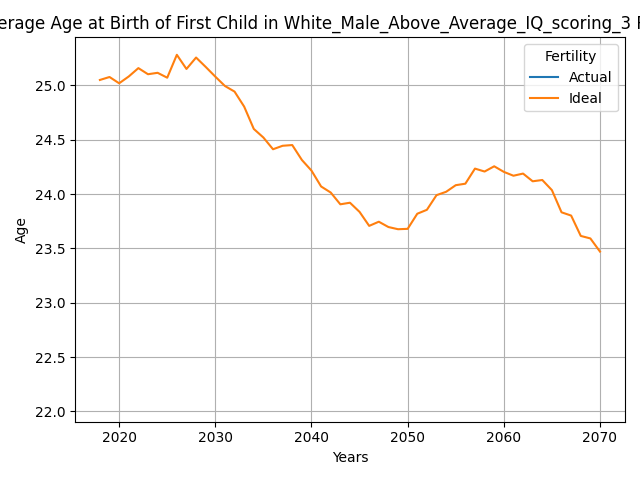 erage Age at Birth of First Child in White_Male_Above_Average_IQ_scoring_3
Fertility
Actual
Ideal
25.0
24.5
24.0
23.5
23.0
22.5
22.0
Age
2020 2030 2040 2050 2060 2070
Years